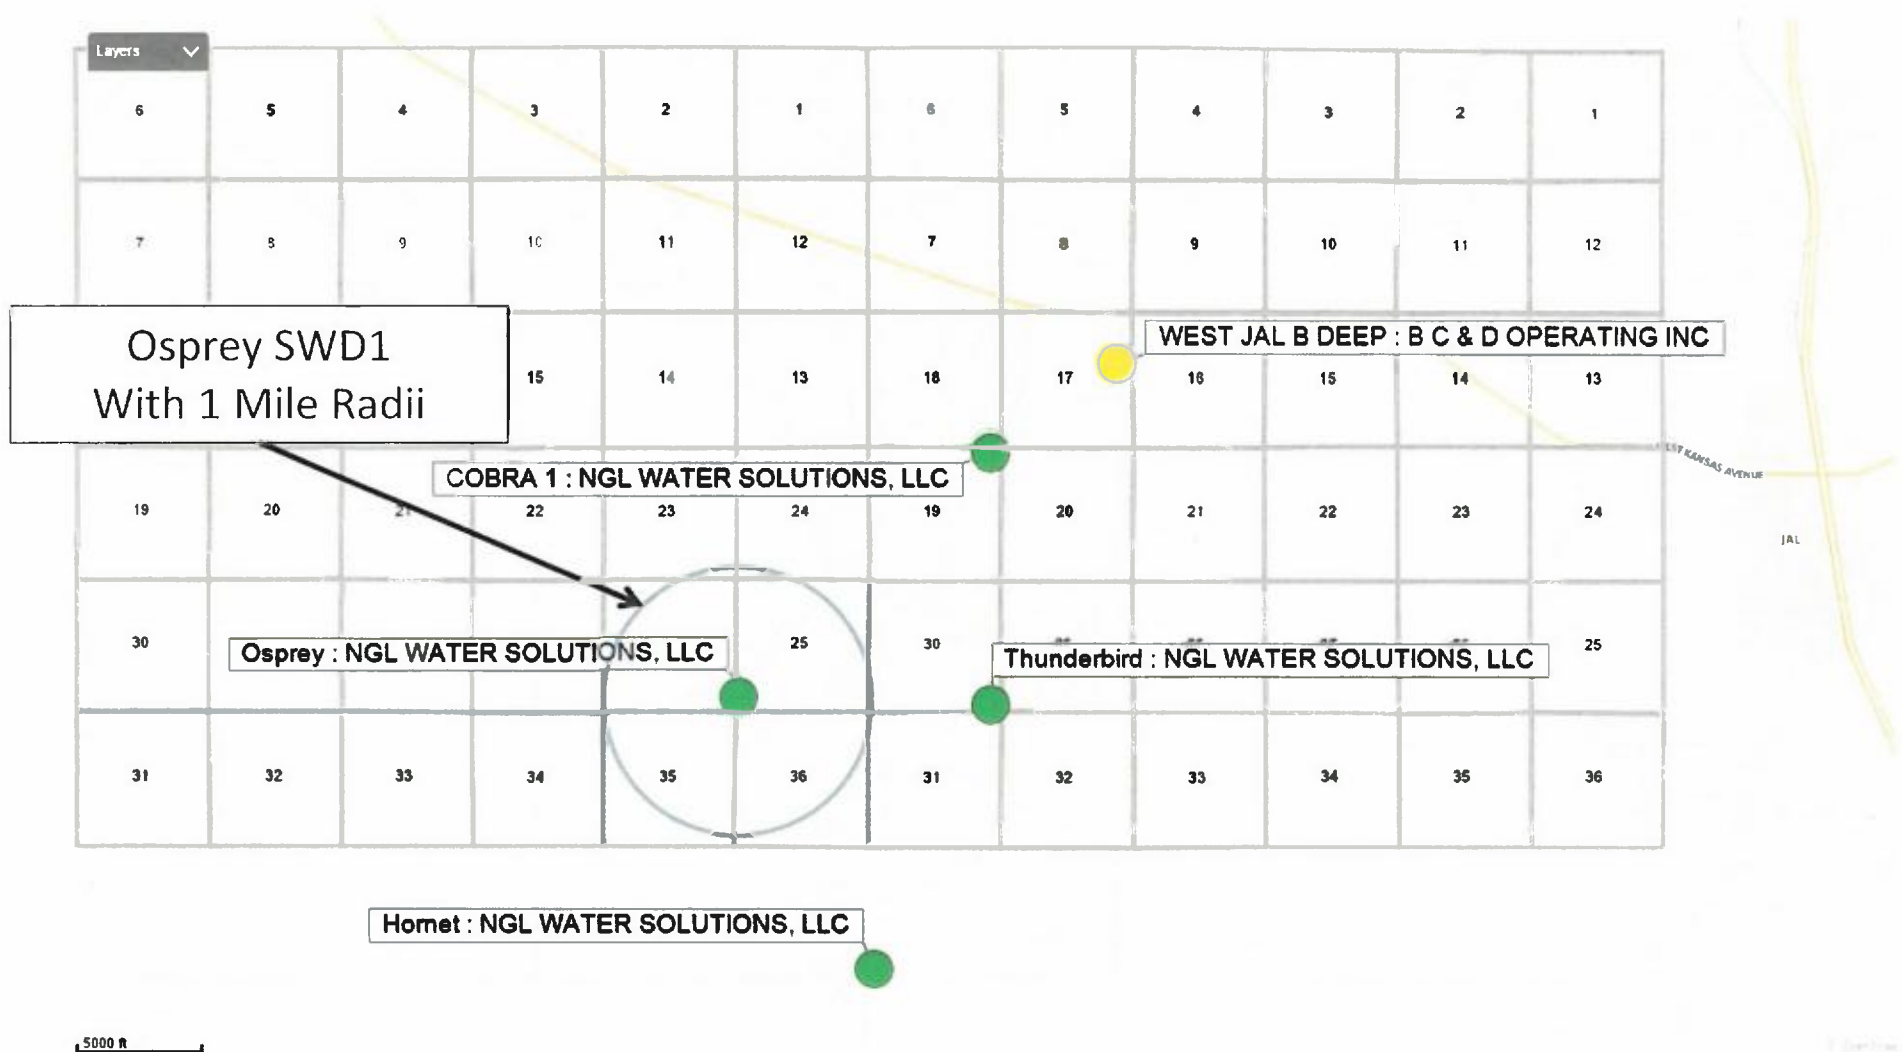 Layers
6 5 4 3 2 1 6 5 4 3 2 1
7 8 9 10 11 12 7 8 9 10 11 12
Osprey SWD1
With 1 Mile Radii
WEST JAL B DEEP : B C & D OPERATING INC
15 14 13 18 17 16 15 14 13
COBRA 1 : NGL WATER SOLUTIONS, LLC
KANSAS AVENUE
19 20 21 22 23 24 19 20 21 22 23 24
JAL
30 25 30 25
Osprey : NGL WATER SOLUTIONS, LLC
Thunderbird : NGL WATER SOLUTIONS, LLC
31 32 33 34 35 36 31 32 33 34 35 36
Hornet : NGL WATER SOLUTIONS, LLC
5000 ft